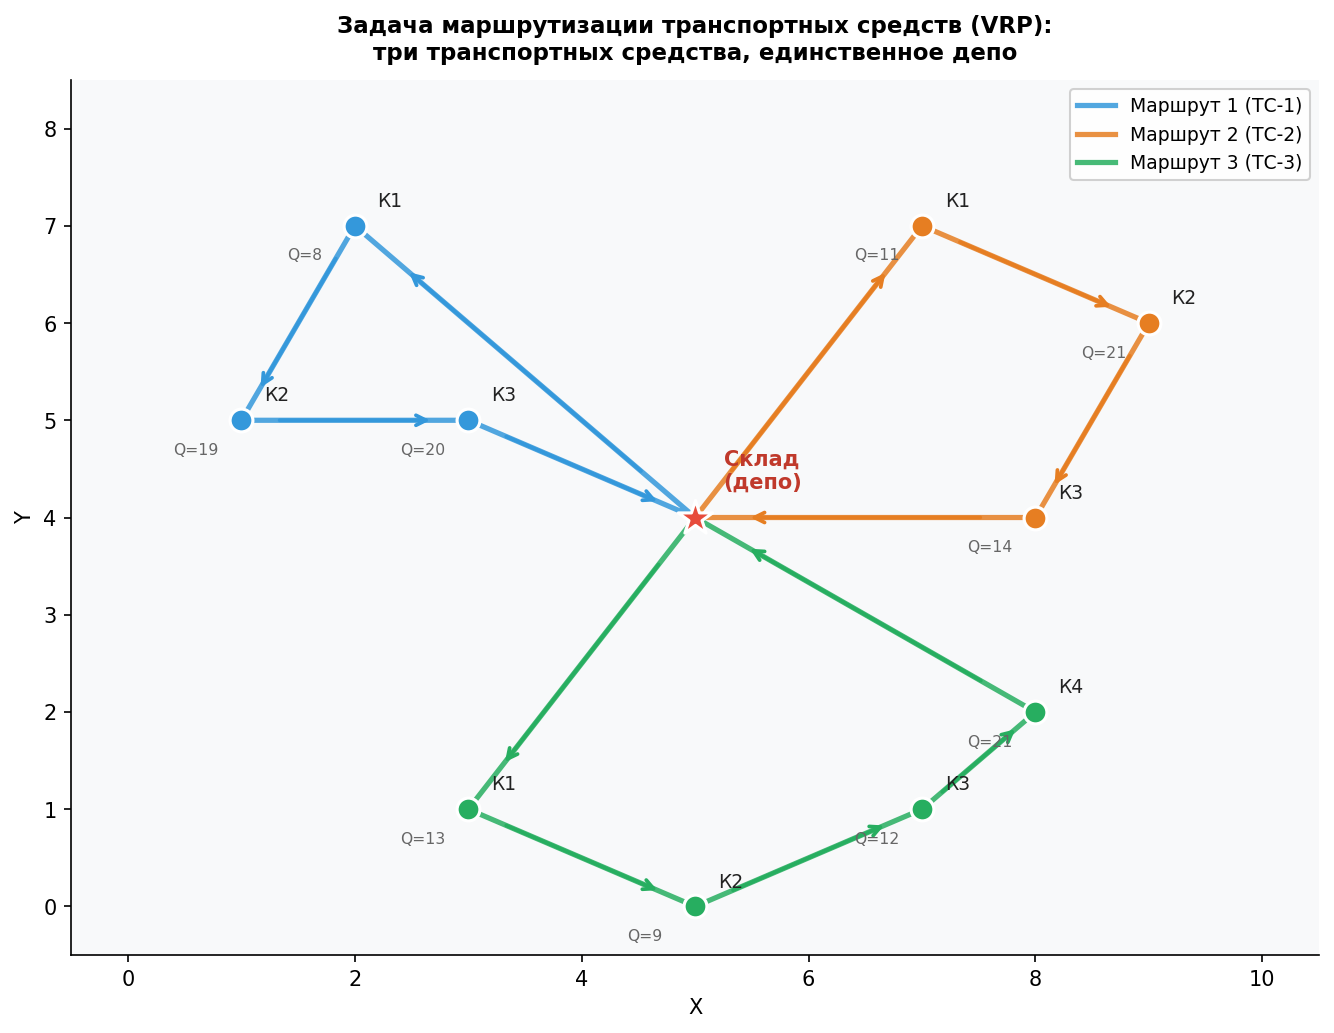 Задача маршрутизации транспортных средств (VRP):
три транспортных средства, единственное депо
Маршрут 1 (ТС-1)
Маршрут 2 (ТС-2)
Маршрут 3 (ТС-3)
8
7
6
5
4
3
2
1
0
Y
К1
Q=8
К2
Q=19
К3
Q=20
К1
Q=11
К2
Q=21
К3
Q=14
Склад
(депо)
К1
Q=13
К2
Q=9
К3
Q=12
К4
Q=21
0
2
4
6
8
10
X